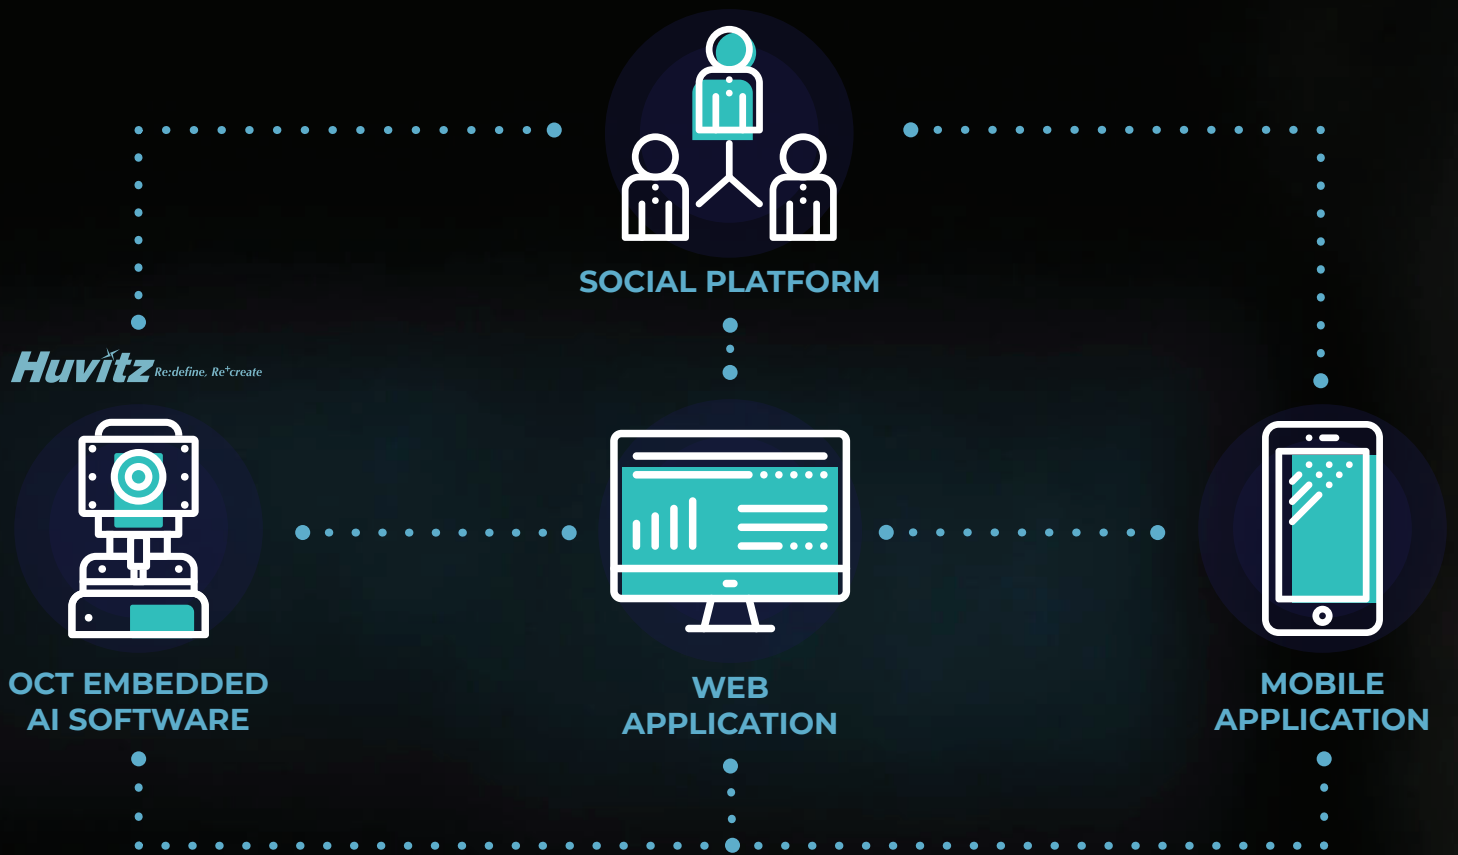 SOCIAL PLATFORM
Huvitz Re:define, Re+create
OCT EMBEDDED
AI SOFTWARE
WEB
APPLICATION
MOBILE
APPLICATION